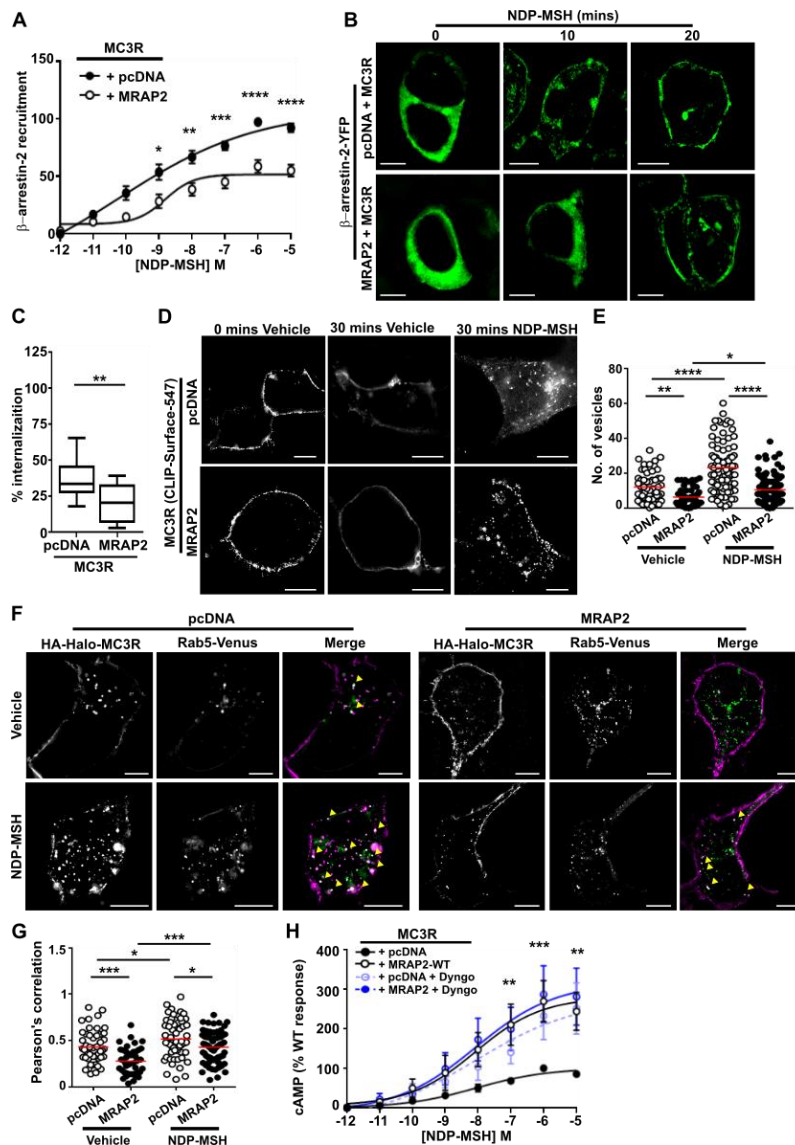 A
MC3R
+ pcDNA
+ MRAP2
β-arrestin-2 recruitment
100
50
0
* ** *** **** ****
-12 -11 -10 -9 -8 -7 -6 -5
[NDP-MSH] M
B
NDP-MSH (mins)
0 10 20
β-arrestin-2-YFP
pcDNA + MC3R
MRAP2 + MC3R
C
% internalizaition
125
100
75
50
25
0
**
pcDNA MRAP2
MC3R
D
0 mins Vehicle 30 mins Vehicle 30 mins NDP-MSH
MC3R (CLIP-Surface-547)
pcDNA
MRAP2
E
No. of vesicles
80
60
40
20
0
*
****
** ****
pcDNA MRAP2 pcDNA MRAP2
Vehicle NDP-MSH
F
pcDNA MRAP2
HA-Halo-MC3R Rab5-Venus Merge HA-Halo-MC3R Rab5-Venus Merge
Vehicle
NDP-MSH
G
Pearson's correlation
1.5
1
0.5
0
***
*
*** *
pcDNA MRAP2 pcDNA MRAP2
Vehicle NDP-MSH
H
MC3R
+ pcDNA
+ MRAP2-WT
+ pcDNA + Dyngo
+ MRAP2 + Dyngo
cAMP (% WT response)
400
300
200
100
0
** *** **
-12 -11 -10 -9 -8 -7 -6 -5
[NDP-MSH] M